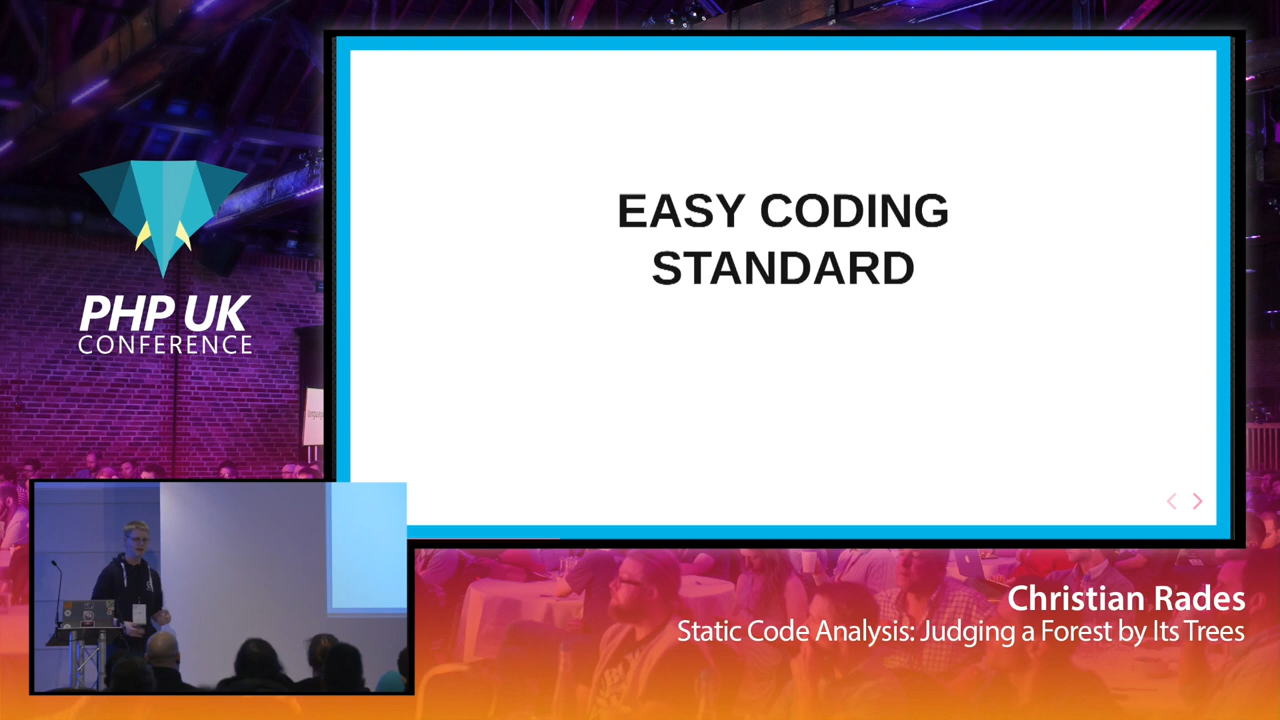 EASY CODING
STANDARD
PHP UK
CONFERENCE
Christian Rades
Static Code Analysis: Judging a Forest by Its Trees